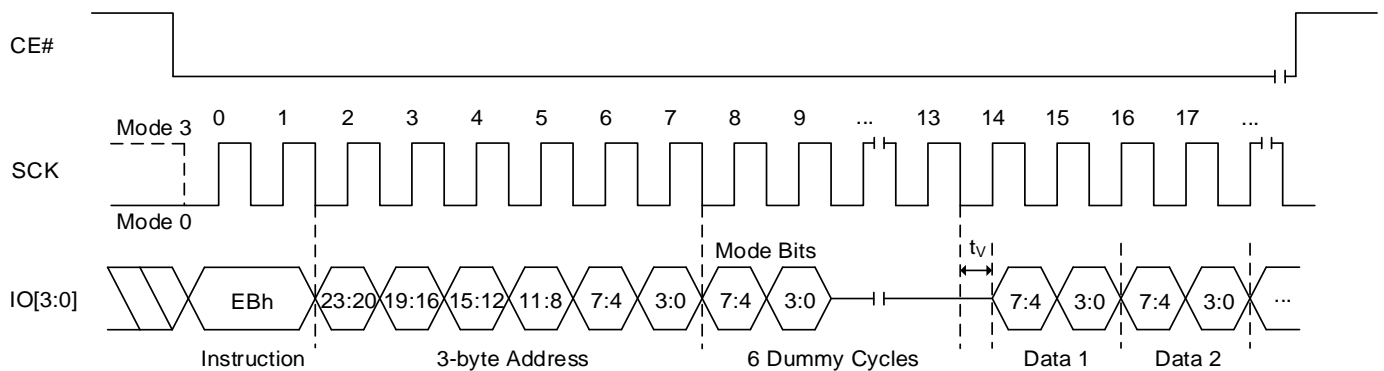 CE#
0 1 2 3 4 5 6 7 8 9 ... 13 14 15 16 17 ...
Mode 3
SCK
Mode 0
Mode Bits tV
IO[3:0] EBh 23:20 19:16 15:12 11:8 7:4 3:0 7:4 3:0 7:4 3:0 7:4 3:0 ...
Instruction 3-byte Address 6 Dummy Cycles Data 1 Data 2